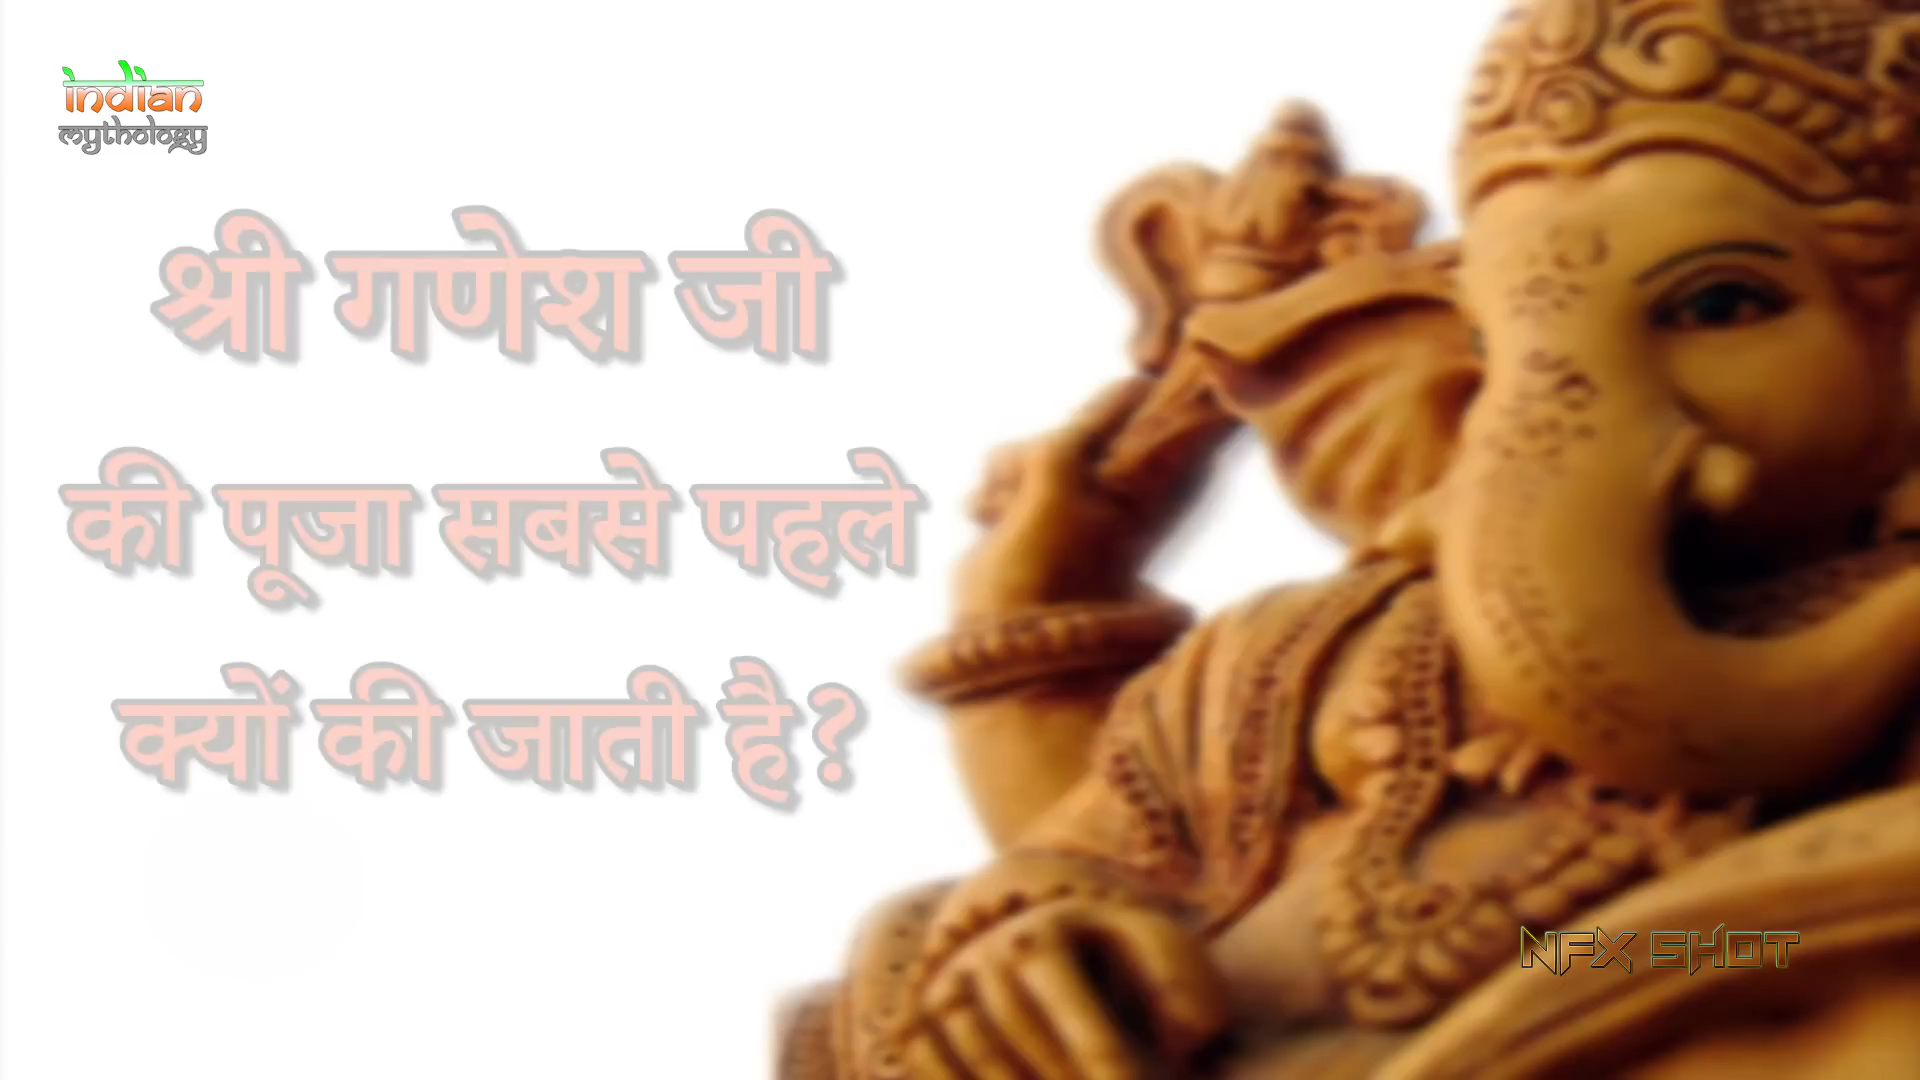 indian
mythology
श्री गणेश जी
की पूजा सबसे पहले
क्यों की जाती है?
NFX SHOT